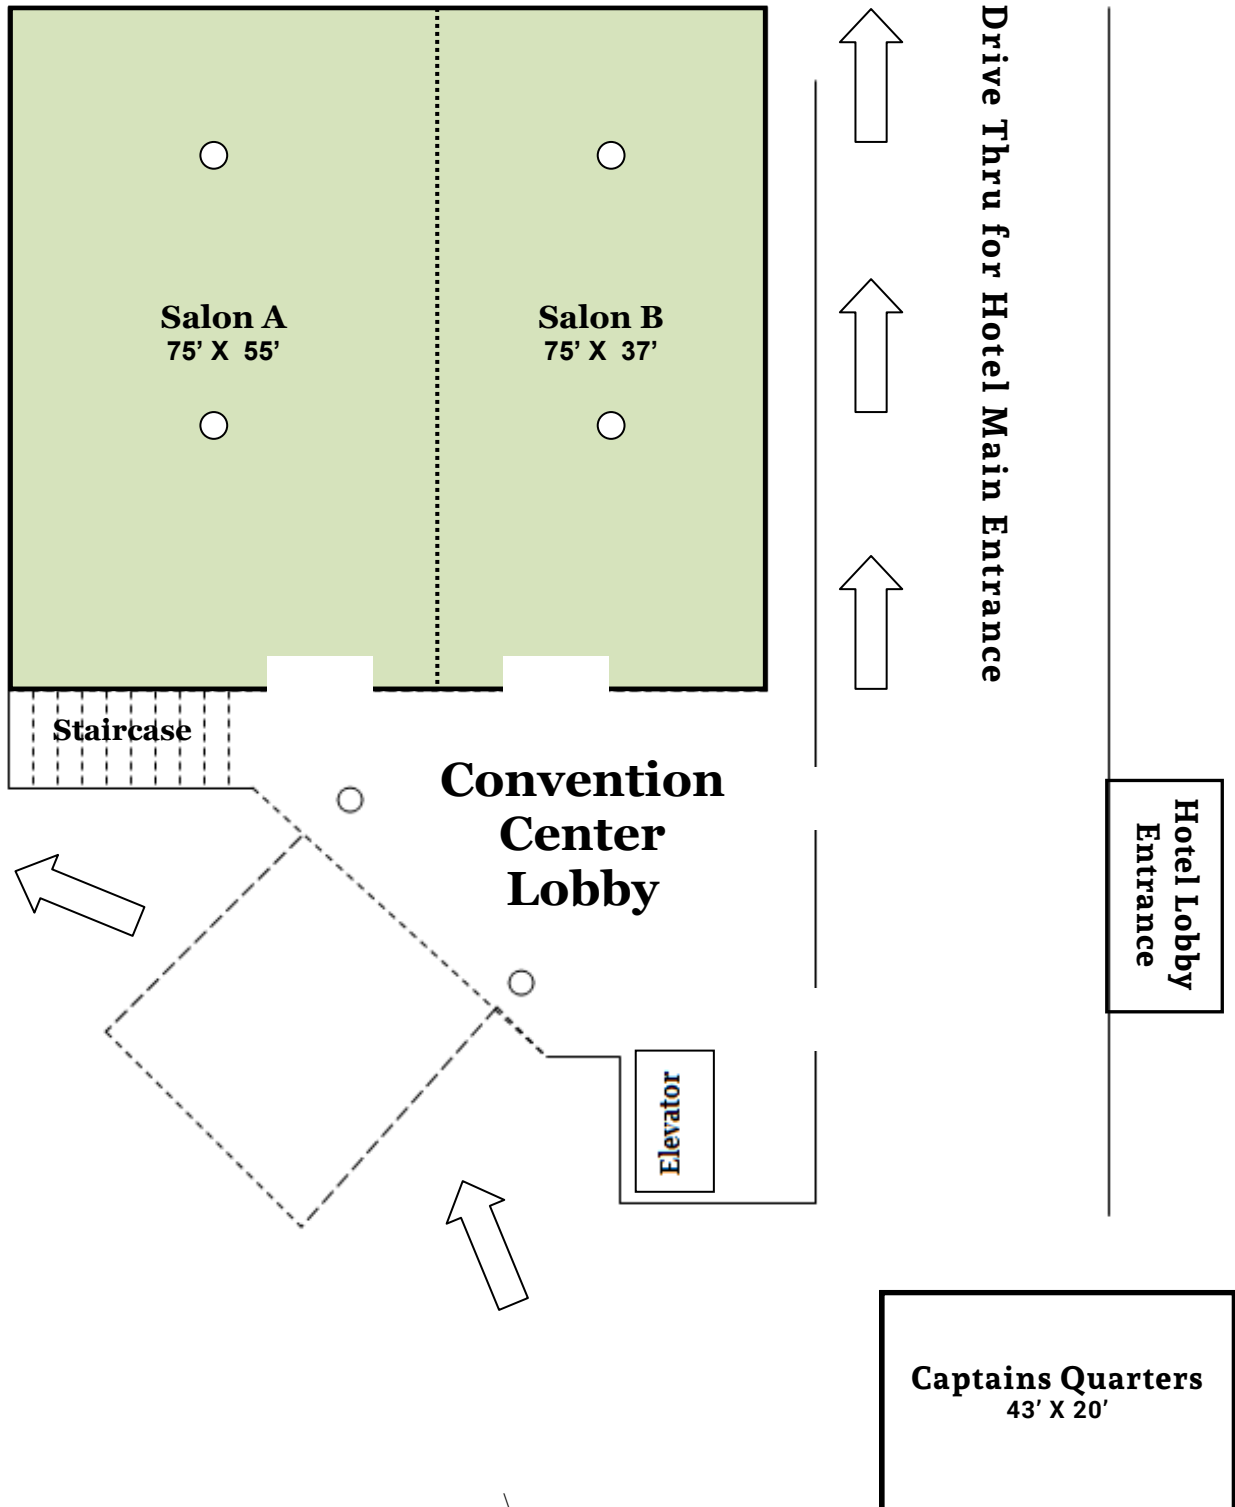 Drive Thru for Hotel Main Entrance
Salon A
75’ X 55’
Salon B
75’ X 37’
Staircase
Convention
Center
Lobby
Hotel Lobby
Entrance
Elevator
Captains Quarters
43’ X 20’